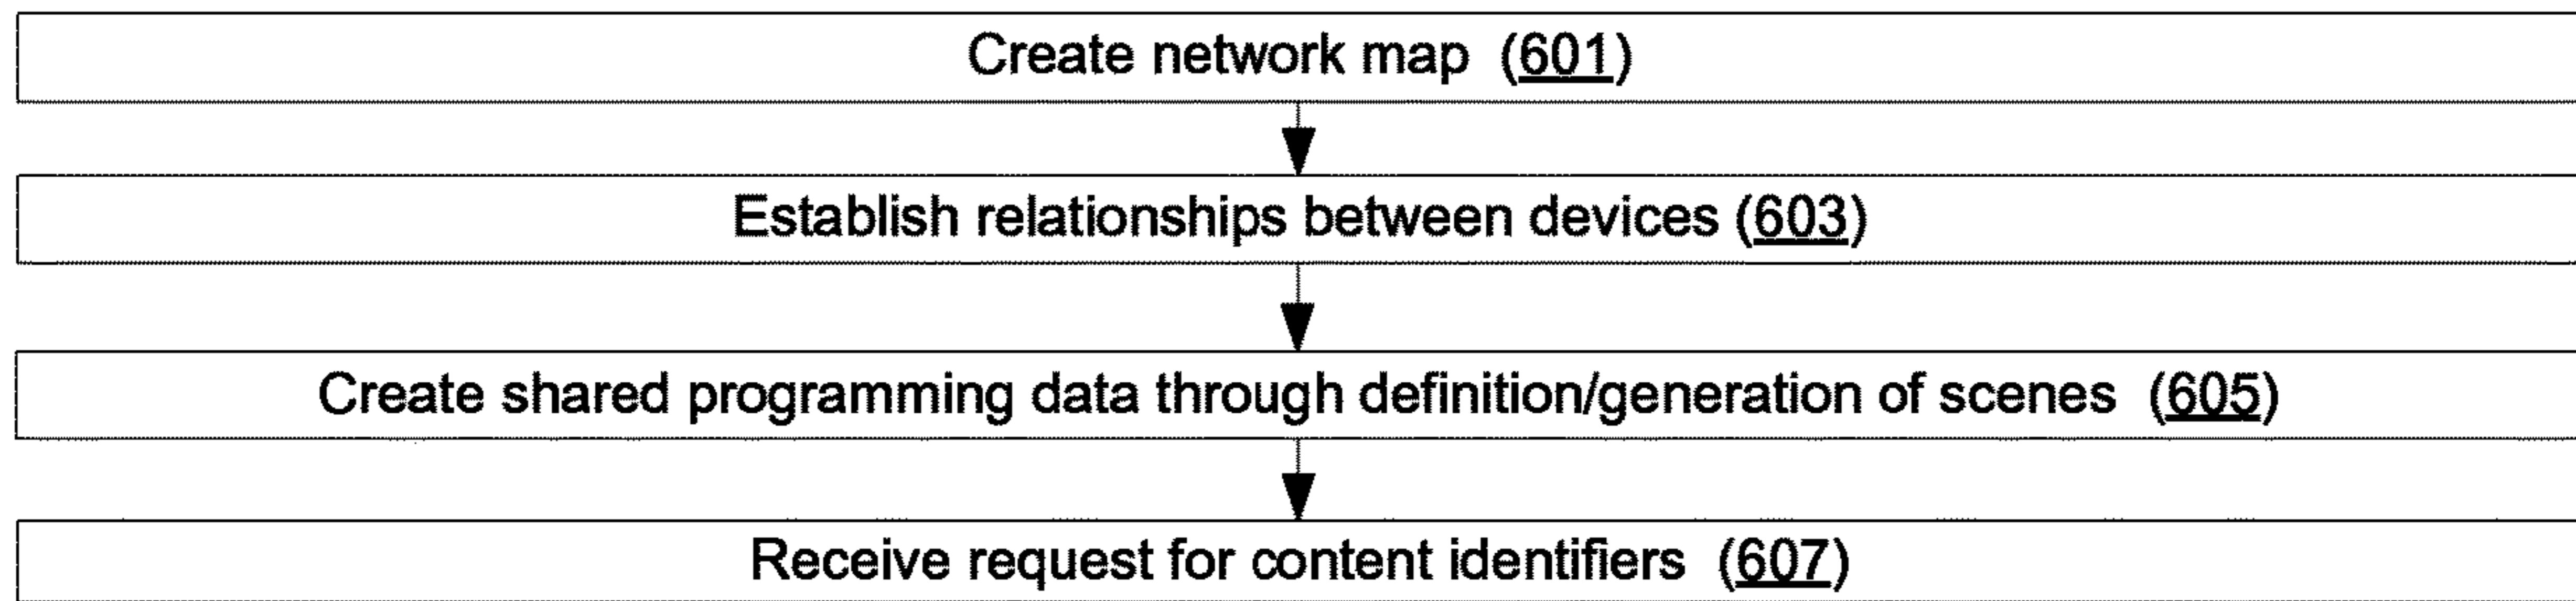 Create network map (601)
Establish relationships between devices (603)
Create shared programming data through definition/generation of scenes (605)
Receive request for content identifiers (607)